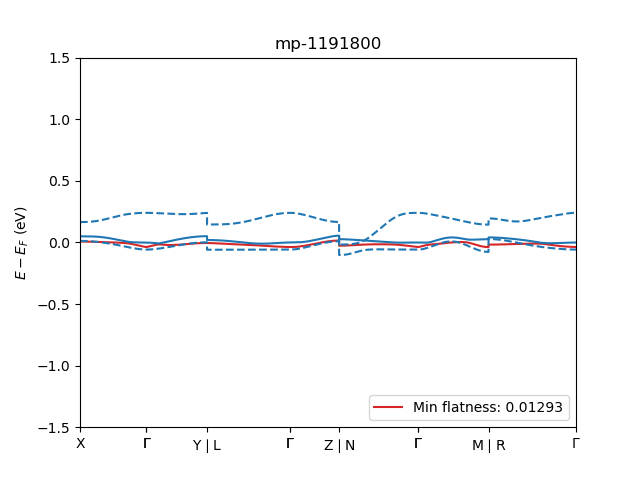 mp-1191800
E − E_F (eV)
1.5
1.0
0.5
0.0
−0.5
−1.0
−1.5
Min flatness: 0.01293
X Γ Y | L Γ Z | N Γ M | R Γ